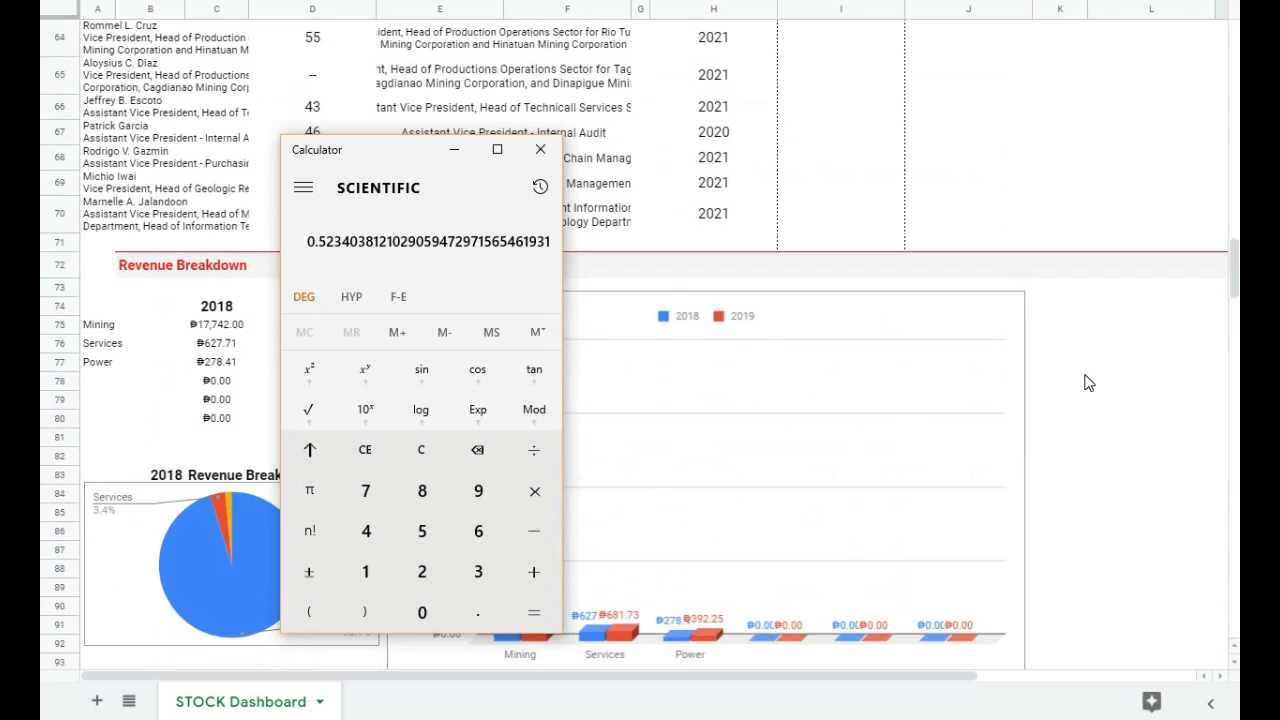 A B C D E F G H I J K L
64 Rommel L. Cruz
Vice President, Head of Production
Mining Corporation and Hinatuan M
55
ident, Head of Production Operations Sector for Rio Tu
Mining Corporation and Hinatuan Mining Corporation
2021
65 Aloysius C. Diaz
Vice President, Head of Productions
Corporation, Cagdianao Mining Corp
--
nt, Head of Productions Operations Sector for Tag
agdianao Mining Corporation, and Dinapigue Mini
2021
66 Jeffrey B. Escoto
Assistant Vice President, Head of Te
43
tant Vice President, Head of Technicall Services S
2021
67 Patrick Garcia
Assistant Vice President - Internal A
46
Assistant Vice President - Internal Audit
2020
68 Rodrigo V. Gazmin
Assistant Vice President - Purchasin
Chain Manag
2021
69 Michio Iwai
Vice President, Head of Geologic Re
Managemen
2021
70 Marnelle A. Jalandoon
Assistant Vice President, Head of M
Department, Head of Information Te
nt Information
ology Departn
2021
71
72 Revenue Breakdown
73
74 2018
75 Mining ₱17,742.00
76 Services ₱627.71
77 Power ₱278.41
78 ₱0.00
79 ₱0.00
80 ₱0.00
81
82
83 2018 Revenue Break
84 Services
85 3.4%
86
87
88
89
90
91
92
93
Calculator
SCIENTIFIC
0.5234038121029059472971565461931
DEG HYP F-E
MC MR M+ M- MS M˅
x² xʸ sin cos tan
√ 10ˣ log Exp Mod
↑ CE C ⌫ ÷
π 7 8 9 ×
n! 4 5 6 −
± 1 2 3 +
( ) 0 . =
2018 2019
₱627 ₱681.73 ₱278. ₱392.25 ₱0.00 ₱0.00 ₱0.00 ₱0.00 ₱0.00 ₱0.00
₱0.00
Mining Services Power
STOCK Dashboard